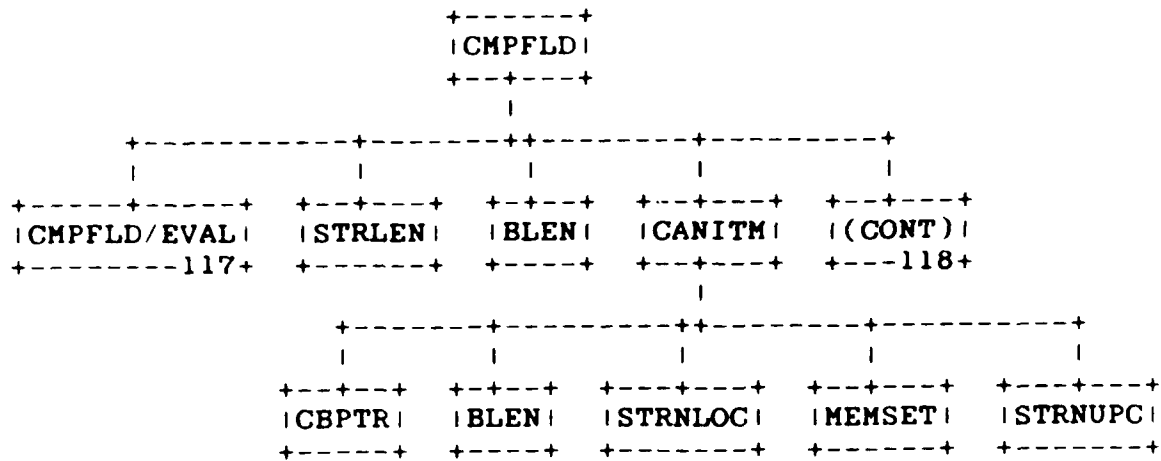 CMPFLD
CMPFLD/EVAL STRLEN BLEN CANITM (CONT)
117 118
CBPTR BLEN STRNLOC MEMSET STRNUPC